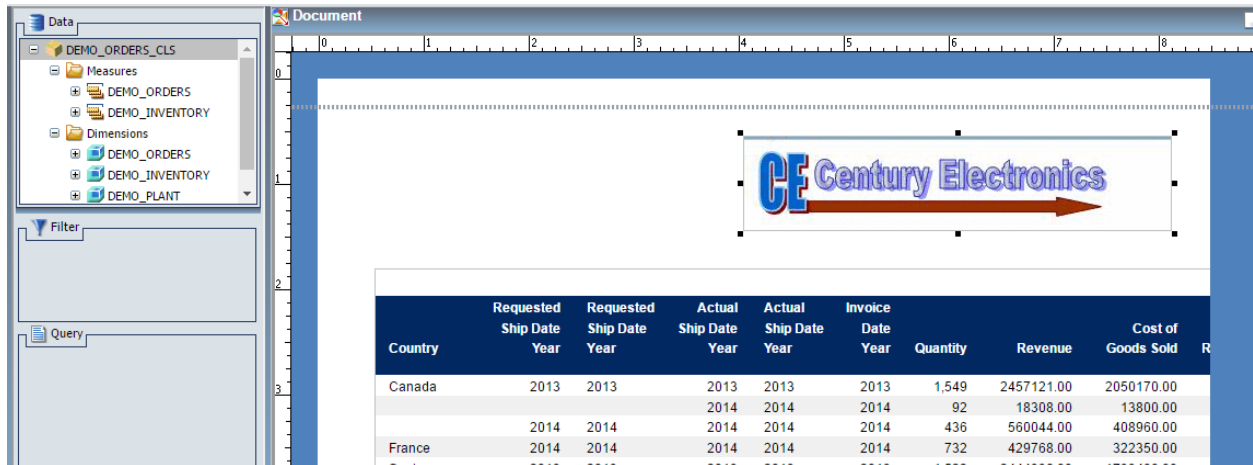 Data
DEMO_ORDERS_CLS
Measures
DEMO_ORDERS
DEMO_INVENTORY
Dimensions
DEMO_ORDERS
DEMO_INVENTORY
DEMO_PLANT
Filter
Query
Document
0 1 2 3 4 5 6 7 8
0
1
2
3
CE Century Electronics
Requested Requested Actual Actual Invoice
Ship Date Ship Date Ship Date Ship Date Date Cost of
Country Year Year Year Year Year Quantity Revenue Goods Sold R
Canada 2013 2013 2013 2013 2013 1,549 2457121.00 2050170.00
2014 2014 2014 92 18308.00 13800.00
2014 2014 2014 2014 2014 436 560044.00 408960.00
France 2014 2014 2014 2014 2014 732 429768.00 322350.00